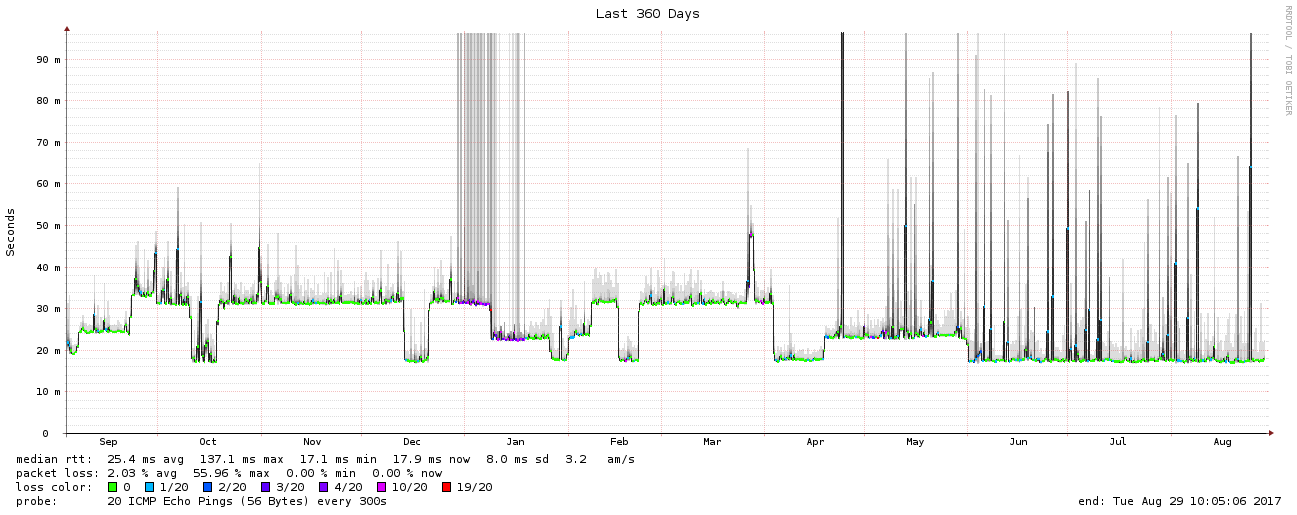 Last 360 Days
RRDTOOL / TOBI OETIKER
Seconds
90 m
80 m
70 m
60 m
50 m
40 m
30 m
20 m
10 m
0
Sep Oct Nov Dec Jan Feb Mar Apr May Jun Jul Aug
median rtt: 25.4 ms avg 137.1 ms max 17.1 ms min 17.9 ms now 8.0 ms sd 3.2 am/s
packet loss: 2.03 % avg 55.96 % max 0.00 % min 0.00 % now
loss color: 0 1/20 2/20 3/20 4/20 10/20 19/20
probe: 20 ICMP Echo Pings (56 Bytes) every 300s
end: Tue Aug 29 10:05:06 2017